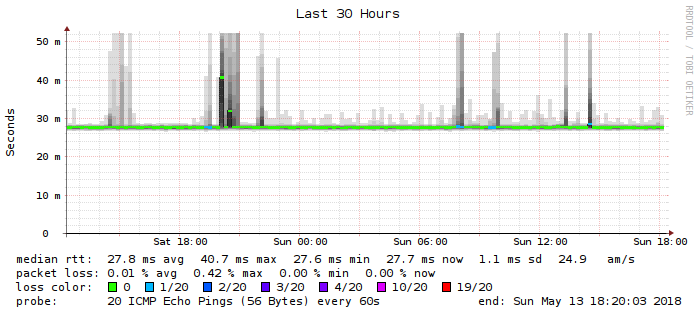 Last 30 Hours
RRDTOOL / TOBI OETIKER
Seconds
50 m
40 m
30 m
20 m
10 m
0
Sat 18:00 Sun 00:00 Sun 06:00 Sun 12:00 Sun 18:00
median rtt: 27.8 ms avg 40.7 ms max 27.6 ms min 27.7 ms now 1.1 ms sd 24.9 am/s
packet loss: 0.01 % avg 0.42 % max 0.00 % min 0.00 % now
loss color: 0 1/20 2/20 3/20 4/20 10/20 19/20
probe: 20 ICMP Echo Pings (56 Bytes) every 60s end: Sun May 13 18:20:03 2018